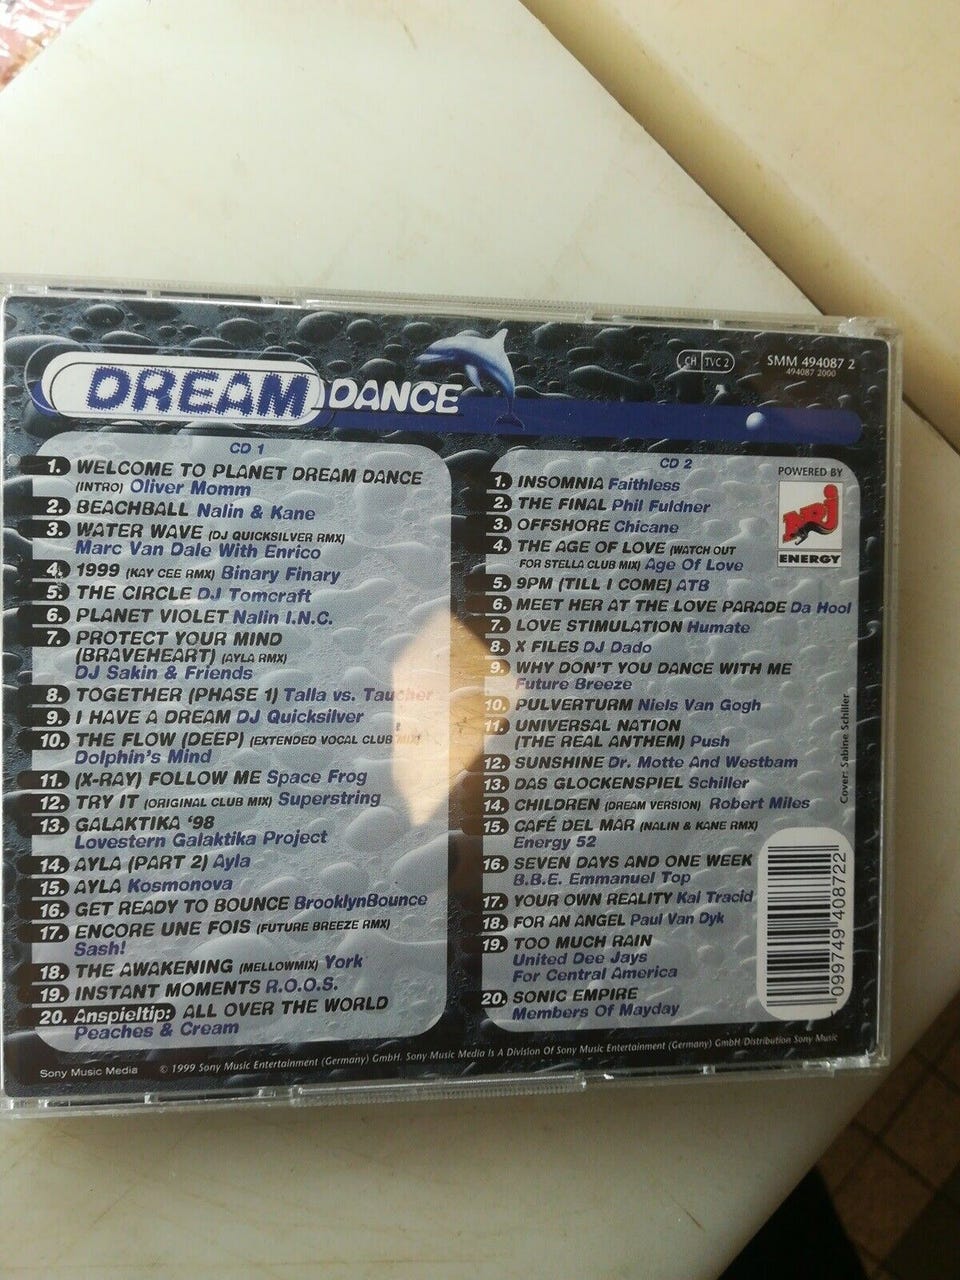 DREAM DANCE
CH TVC 2
SMM 494087 2
494087 2000
CD 1
1. WELCOME TO PLANET DREAM DANCE
(INTRO) Oliver Momm
2. BEACHBALL Nalin & Kane
3. WATER WAVE (DJ QUICKSILVER RMX)
Marc Van Dale With Enrico
4. 1999 (KAY CEE RMX) Binary Finary
5. THE CIRCLE DJ Tomcraft
6. PLANET VIOLET Nalin I.N.C.
7. PROTECT YOUR MIND
(BRAVEHEART) (AYLA RMX)
DJ Sakin & Friends
8. TOGETHER (PHASE 1) Talla vs. Taucher
9. I HAVE A DREAM DJ Quicksilver
10. THE FLOW (DEEP) (EXTENDED VOCAL CLUB MIX)
Dolphin's Mind
11. (X-RAY) FOLLOW ME Space Frog
12. TRY IT (ORIGINAL CLUB MIX) Superstring
13. GALAKTIKA '98
Lovestern Galaktika Project
14. AYLA (PART 2) Ayla
15. AYLA Kosmonova
16. GET READY TO BOUNCE BrooklynBounce
17. ENCORE UNE FOIS (FUTURE BREEZE RMX)
Sash!
18. THE AWAKENING (MELLOWMIX) York
19. INSTANT MOMENTS R.O.O.S.
20. Anspieltip: ALL OVER THE WORLD
Peaches & Cream
CD 2
1. INSOMNIA Faithless
2. THE FINAL Phil Fuldner
3. OFFSHORE Chicane
4. THE AGE OF LOVE (WATCH OUT
FOR STELLA CLUB MIX) Age Of Love
5. 9PM (TILL I COME) ATB
6. MEET HER AT THE LOVE PARADE Da Hool
7. LOVE STIMULATION Humate
8. X FILES DJ Dado
9. WHY DON'T YOU DANCE WITH ME
Future Breeze
10. PULVERTURM Niels Van Gogh
11. UNIVERSAL NATION
(THE REAL ANTHEM) Push
12. SUNSHINE Dr. Motte And Westbam
13. DAS GLOCKENSPIEL Schiller
14. CHILDREN (DREAM VERSION) Robert Miles
15. CAFÉ DEL MAR (NALIN & KANE RMX)
Energy 52
16. SEVEN DAYS AND ONE WEEK
B.B.E. Emmanuel Top
17. YOUR OWN REALITY Kai Tracid
18. FOR AN ANGEL Paul Van Dyk
19. TOO MUCH RAIN
United Dee Jays
For Central America
20. SONIC EMPIRE
Members Of Mayday
POWERED BY
NRJ
ENERGY
Cover: Sabine Schiller
099749 408722
Sony Music Media © 1999 Sony Music Entertainment (Germany) GmbH. Sony Music Media Is A Division Of Sony Music Entertainment (Germany) GmbH/Distribution Sony Music